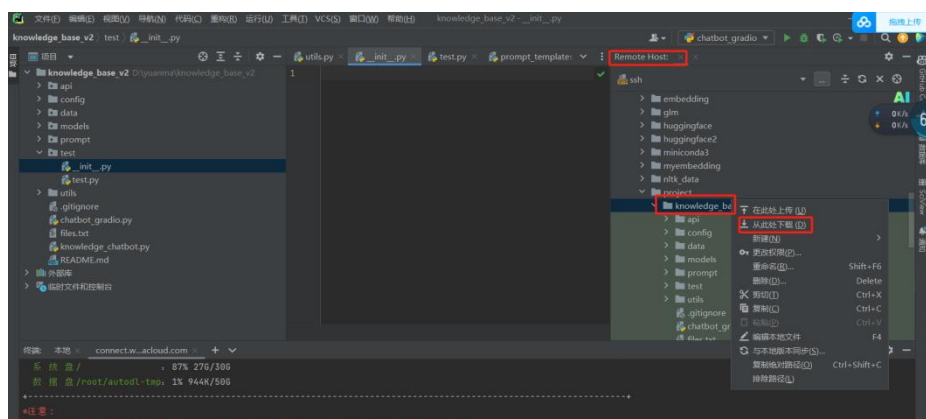 文件(F) 编辑(E) 视图(V) 导航(N) 代码(C) 重构(R) 运行(U) 工具(T) VCS(S) 窗口(W) 帮助(H) knowledge_base_v2 - __init__.py
拖拽上传
knowledge_base_v2 test __init__.py
chatbot_gradio
项目
utils.py __init__.py test.py prompt_template:
Remote Host:
knowledge_base_v2 D:\yuanma\knowledge_base_v2
api
config
data
models
prompt
test
__init__.py
test.py
utils
.gitignore
chatbot_gradio.py
files.txt
knowledge_chatbot.py
README.md
外部库
临时文件和控制台
1
ssh
embedding
glm
huggingface
huggingface2
miniconda3
myembedding
nltk_data
project
knowledge_ba
api
config
data
models
prompt
test
utils
.gitignore
chatbot_gr
files.txt
在此处上传(U)
从此处下载(D)
新建(N)
更改权限(P)...
重命名(R)... Shift+F6
删除(D)... Delete
剪切(T) Ctrl+X
复制(C) Ctrl+C
粘贴(P) Ctrl+V
编辑本地文件 F4
与本地版本同步(S)...
复制绝对路径(O) Ctrl+Shift+C
排除路径(L)
AI
0K/s
0K/s
SciView
通知
终端: 本地 connect.w...acloud.com
系 统 盘/ : 87% 27G/30G
数 据 盘/root/autodl-tmp: 1% 944K/50G
+----------------------------------------------------------------+
*注意: